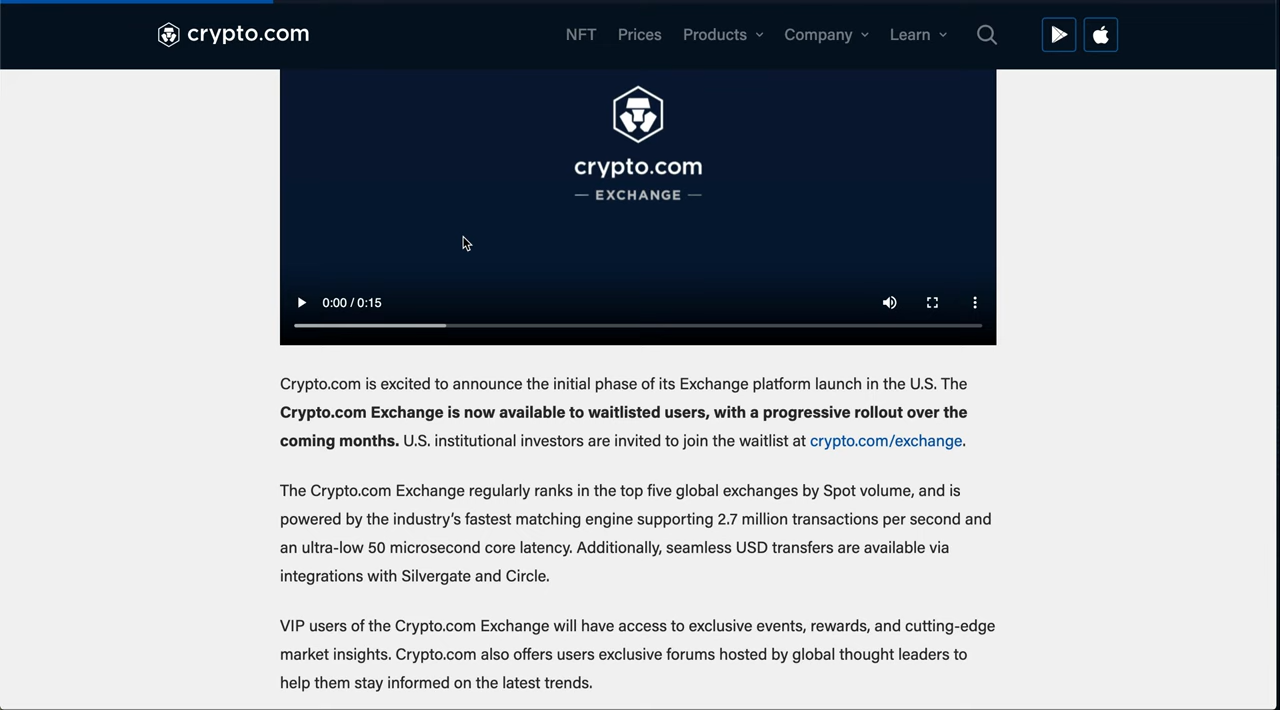 crypto.com NFT Prices Products Company Learn
crypto.com
EXCHANGE
0:00 / 0:15
Crypto.com is excited to announce the initial phase of its Exchange platform launch in the U.S. The
Crypto.com Exchange is now available to waitlisted users, with a progressive rollout over the
coming months. U.S. institutional investors are invited to join the waitlist at crypto.com/exchange.
The Crypto.com Exchange regularly ranks in the top five global exchanges by Spot volume, and is
powered by the industry’s fastest matching engine supporting 2.7 million transactions per second and
an ultra-low 50 microsecond core latency. Additionally, seamless USD transfers are available via
integrations with Silvergate and Circle.
VIP users of the Crypto.com Exchange will have access to exclusive events, rewards, and cutting-edge
market insights. Crypto.com also offers users exclusive forums hosted by global thought leaders to
help them stay informed on the latest trends.